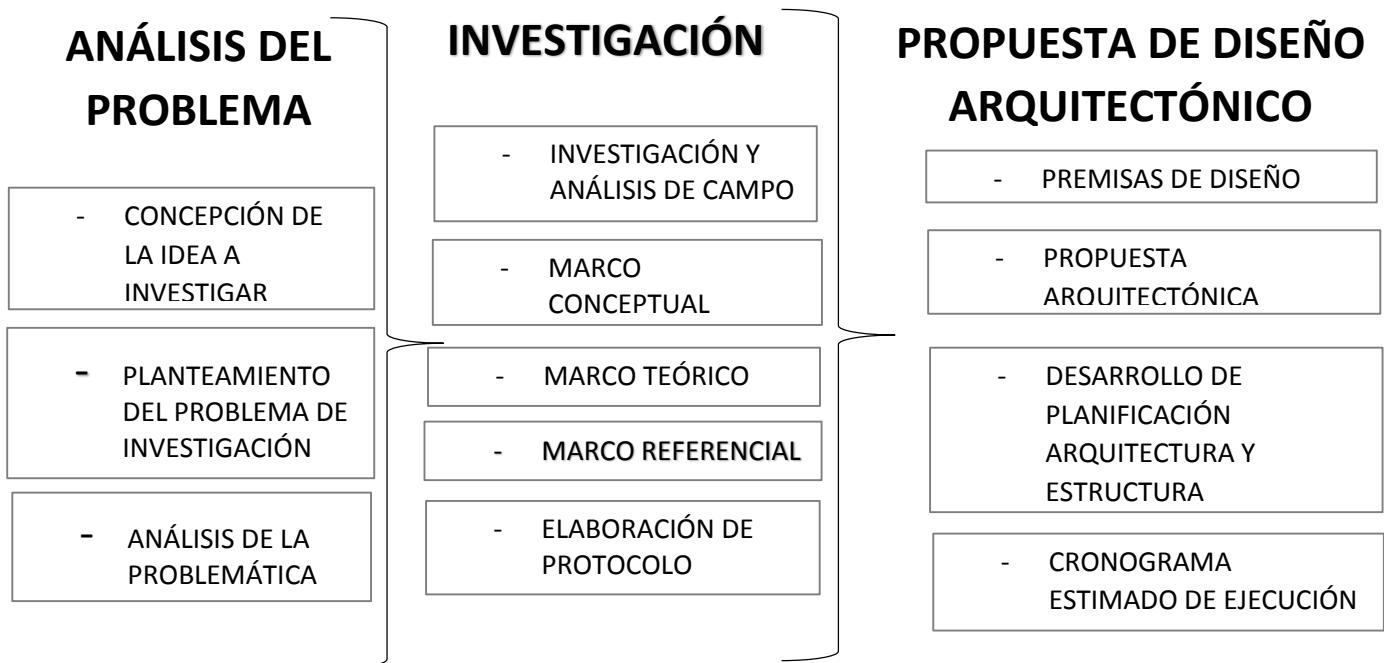 ANÁLISIS DEL
PROBLEMA
- CONCEPCIÓN DE
LA IDEA A
INVESTIGAR
- PLANTEAMIENTO
DEL PROBLEMA DE
INVESTIGACIÓN
- ANÁLISIS DE LA
PROBLEMÁTICA
INVESTIGACIÓN
- INVESTIGACIÓN Y
ANÁLISIS DE CAMPO
- MARCO
CONCEPTUAL
- MARCO TEÓRICO
- MARCO REFERENCIAL
- ELABORACIÓN DE
PROTOCOLO
PROPUESTA DE DISEÑO
ARQUITECTÓNICO
- PREMISAS DE DISEÑO
- PROPUESTA
ARQUITECTÓNICA
- DESARROLLO DE
PLANIFICACIÓN
ARQUITECTURA Y
ESTRUCTURA
- CRONOGRAMA
ESTIMADO DE EJECUCIÓN